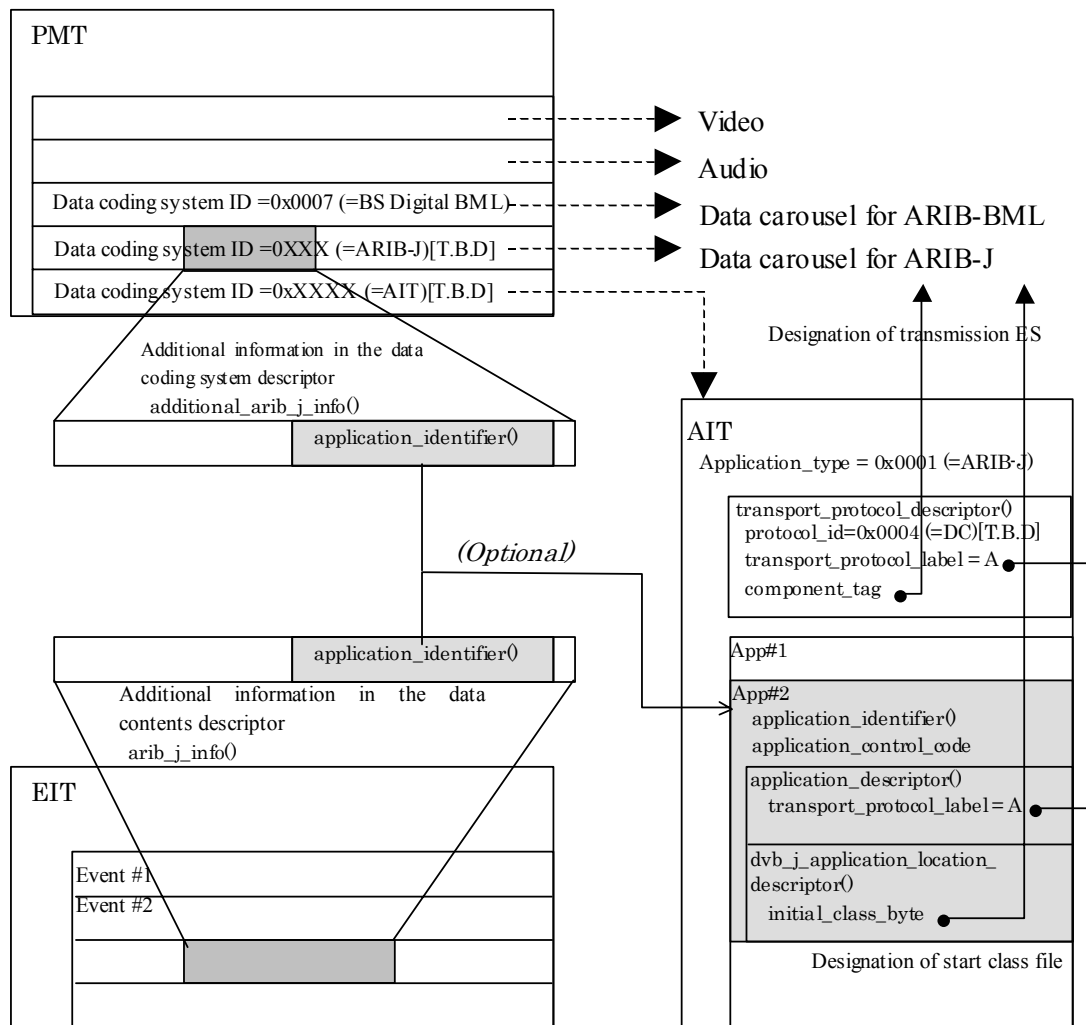 PMT
Video
Audio
Data coding system ID =0x0007 (=BS Digital BML)
Data carousel for ARIB-BML
Data coding system ID =0XXX (=ARIB-J)[T.B.D]
Data carousel for ARIB-J
Data coding system ID =0xXXXX (=AIT)[T.B.D]
Designation of transmission ES
Additional information in the data
coding system descriptor
additional_arib_j_info()
application_identifier()
AIT
Application_type = 0x0001 (=ARIB-J)
transport_protocol_descriptor()
protocol_id=0x0004 (=DC)[T.B.D]
transport_protocol_label = A
component_tag
(Optional)
application_identifier()
Additional information in the data
contents descriptor
arib_j_info()
App#1
App#2
application_identifier()
application_control_code
application_descriptor()
transport_protocol_label = A
dvb_j_application_location_
descriptor()
initial_class_byte
Designation of start class file
EIT
Event #1
Event #2